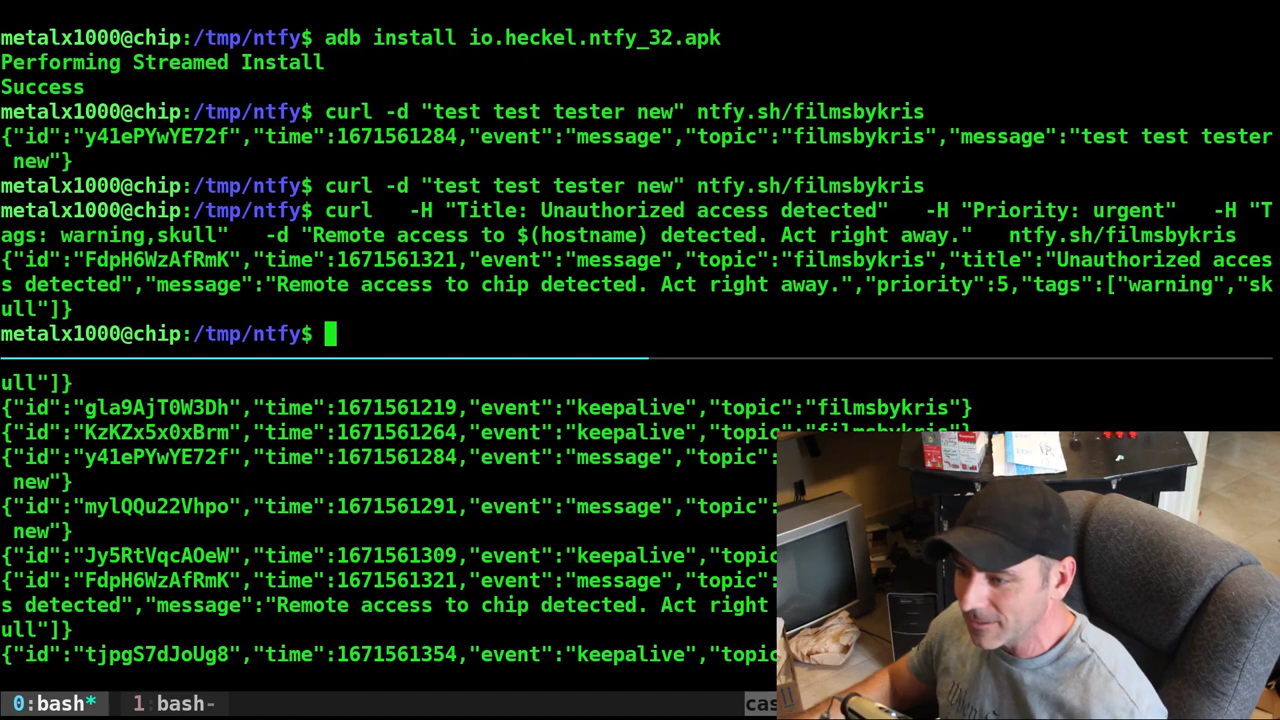 metalx1000@chip:/tmp/ntfy$ adb install io.heckel.ntfy_32.apk
Performing Streamed Install
Success
metalx1000@chip:/tmp/ntfy$ curl -d "test test tester new" ntfy.sh/filmsbykris
{"id":"y41ePYwYE72f","time":1671561284,"event":"message","topic":"filmsbykris","message":"test test tester
new"}
metalx1000@chip:/tmp/ntfy$ curl -d "test test tester new" ntfy.sh/filmsbykris
metalx1000@chip:/tmp/ntfy$ curl   -H "Title: Unauthorized access detected"   -H "Priority: urgent"   -H "T
ags: warning,skull"   -d "Remote access to $(hostname) detected. Act right away."   ntfy.sh/filmsbykris
{"id":"FdpH6WzAfRmK","time":1671561321,"event":"message","topic":"filmsbykris","title":"Unauthorized acces
s detected","message":"Remote access to chip detected. Act right away.","priority":5,"tags":["warning","sk
ull"]}
metalx1000@chip:/tmp/ntfy$
ull"]}
{"id":"gla9AjT0W3Dh","time":1671561219,"event":"keepalive","topic":"filmsbykris"}
{"id":"KzKZx5x0xBrm","time":1671561264,"event":"keepalive","topic":"filmsbykris"}
{"id":"y41ePYwYE72f","time":1671561284,"event":"message","topic":
new"}
{"id":"mylQQu22Vhpo","time":1671561291,"event":"message","topic":
new"}
{"id":"Jy5RtVqcAOeW","time":1671561309,"event":"keepalive","topic
{"id":"FdpH6WzAfRmK","time":1671561321,"event":"message","topic":
s detected","message":"Remote access to chip detected. Act right
ull"]}
{"id":"tjpgS7dJoUg8","time":1671561354,"event":"keepalive","topic
0:bash* 1:bash- cas